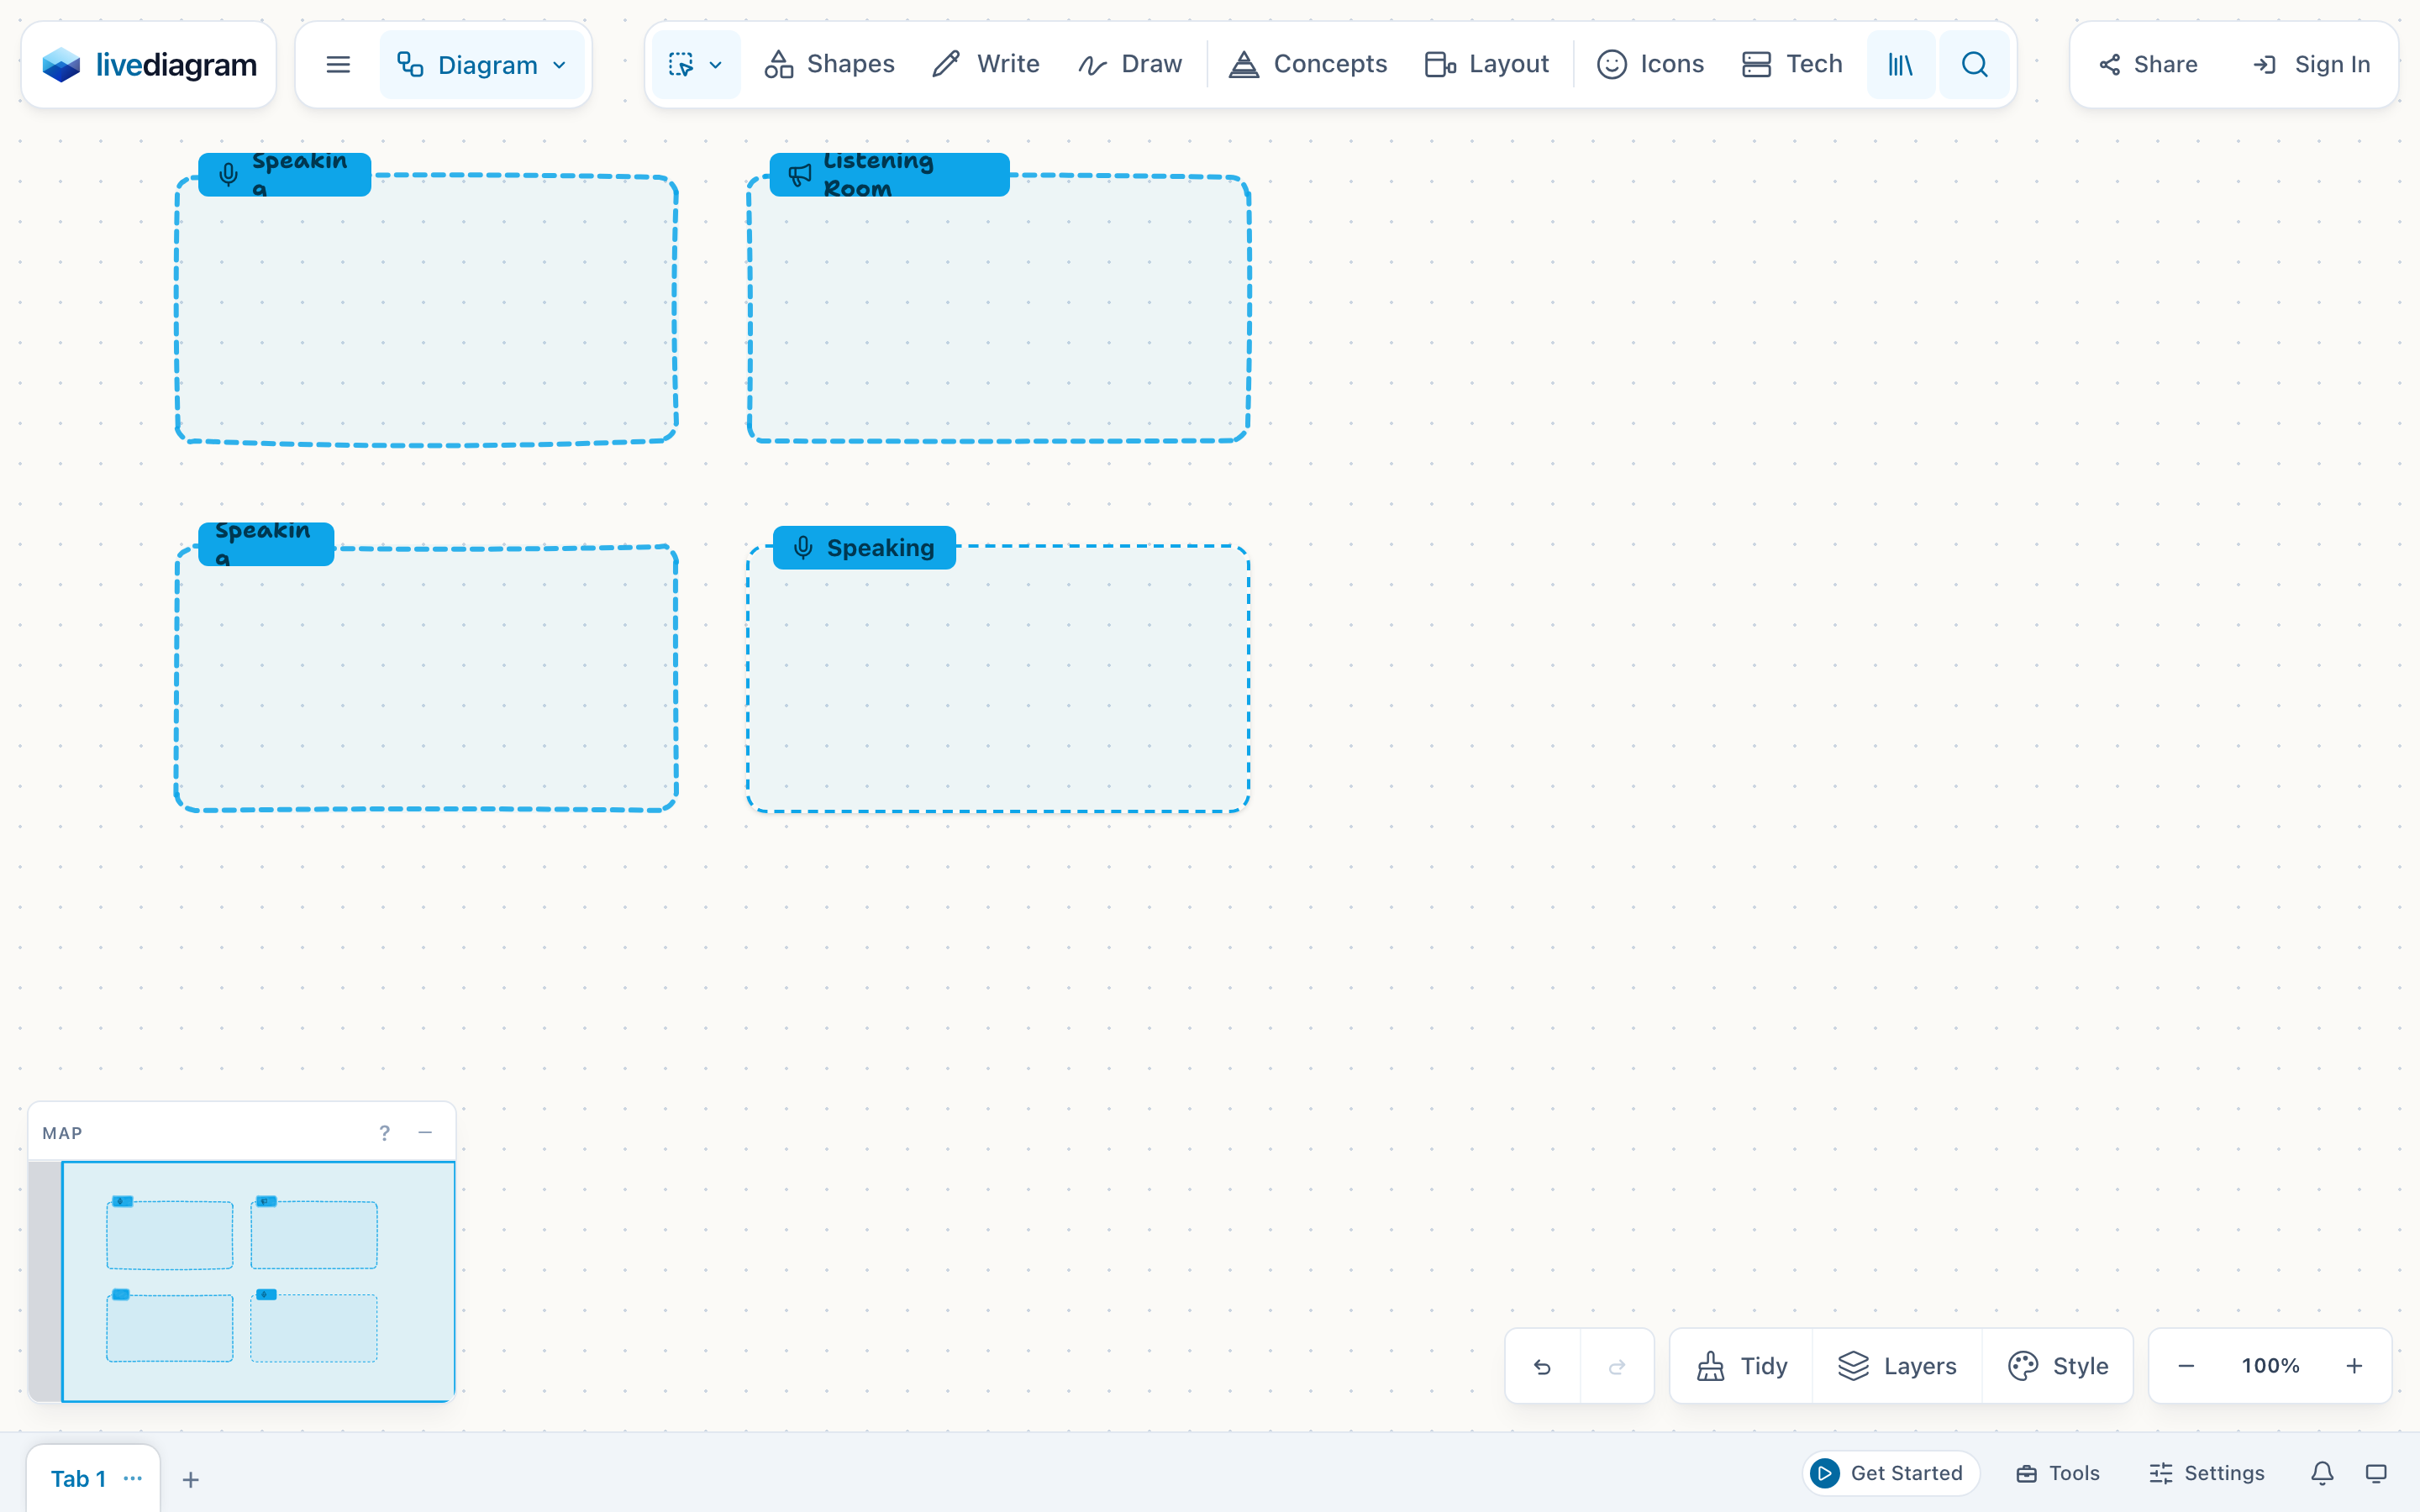 livediagram
Diagram
Shapes
Write
Draw
Concepts
Layout
Icons
Tech
Share
Sign In
Speakin
g
Listening
Room
Speakin
g
Speaking
MAP
?
Tidy
Layers
Style
100%
Tab 1
Get Started
Tools
Settings